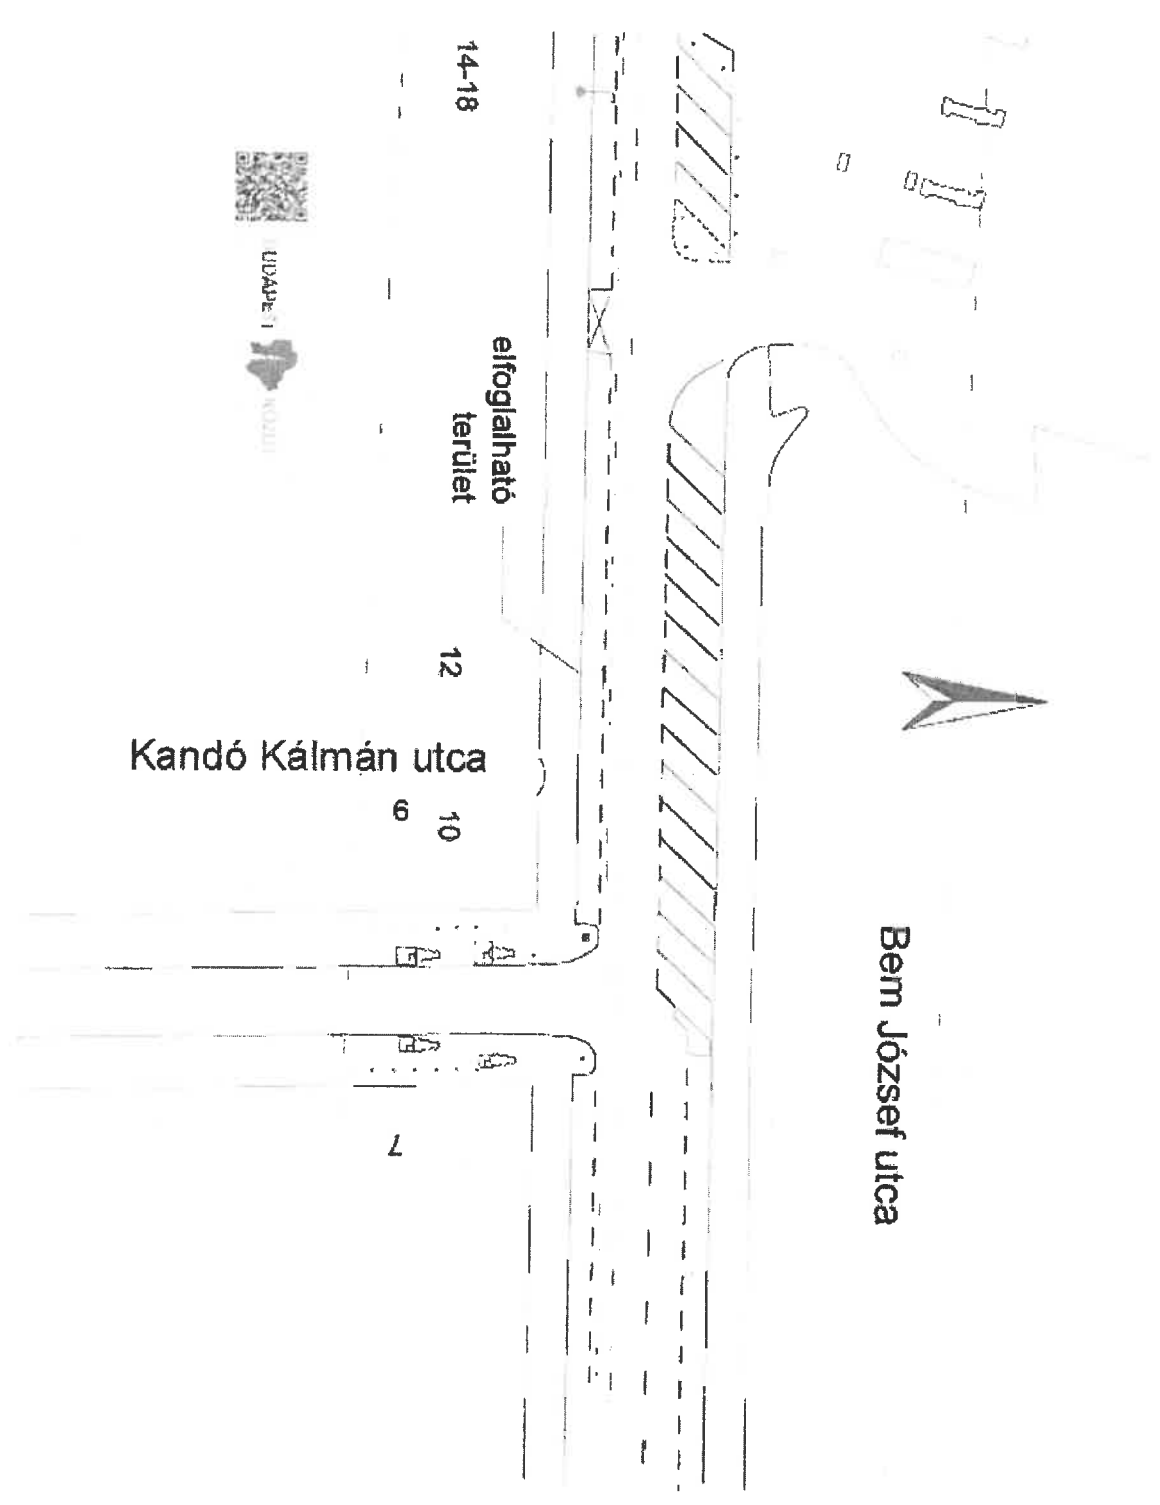 14-18
elfoglalható
terület
12
Kandó Kálmán utca
6
10
Bem József utca
7